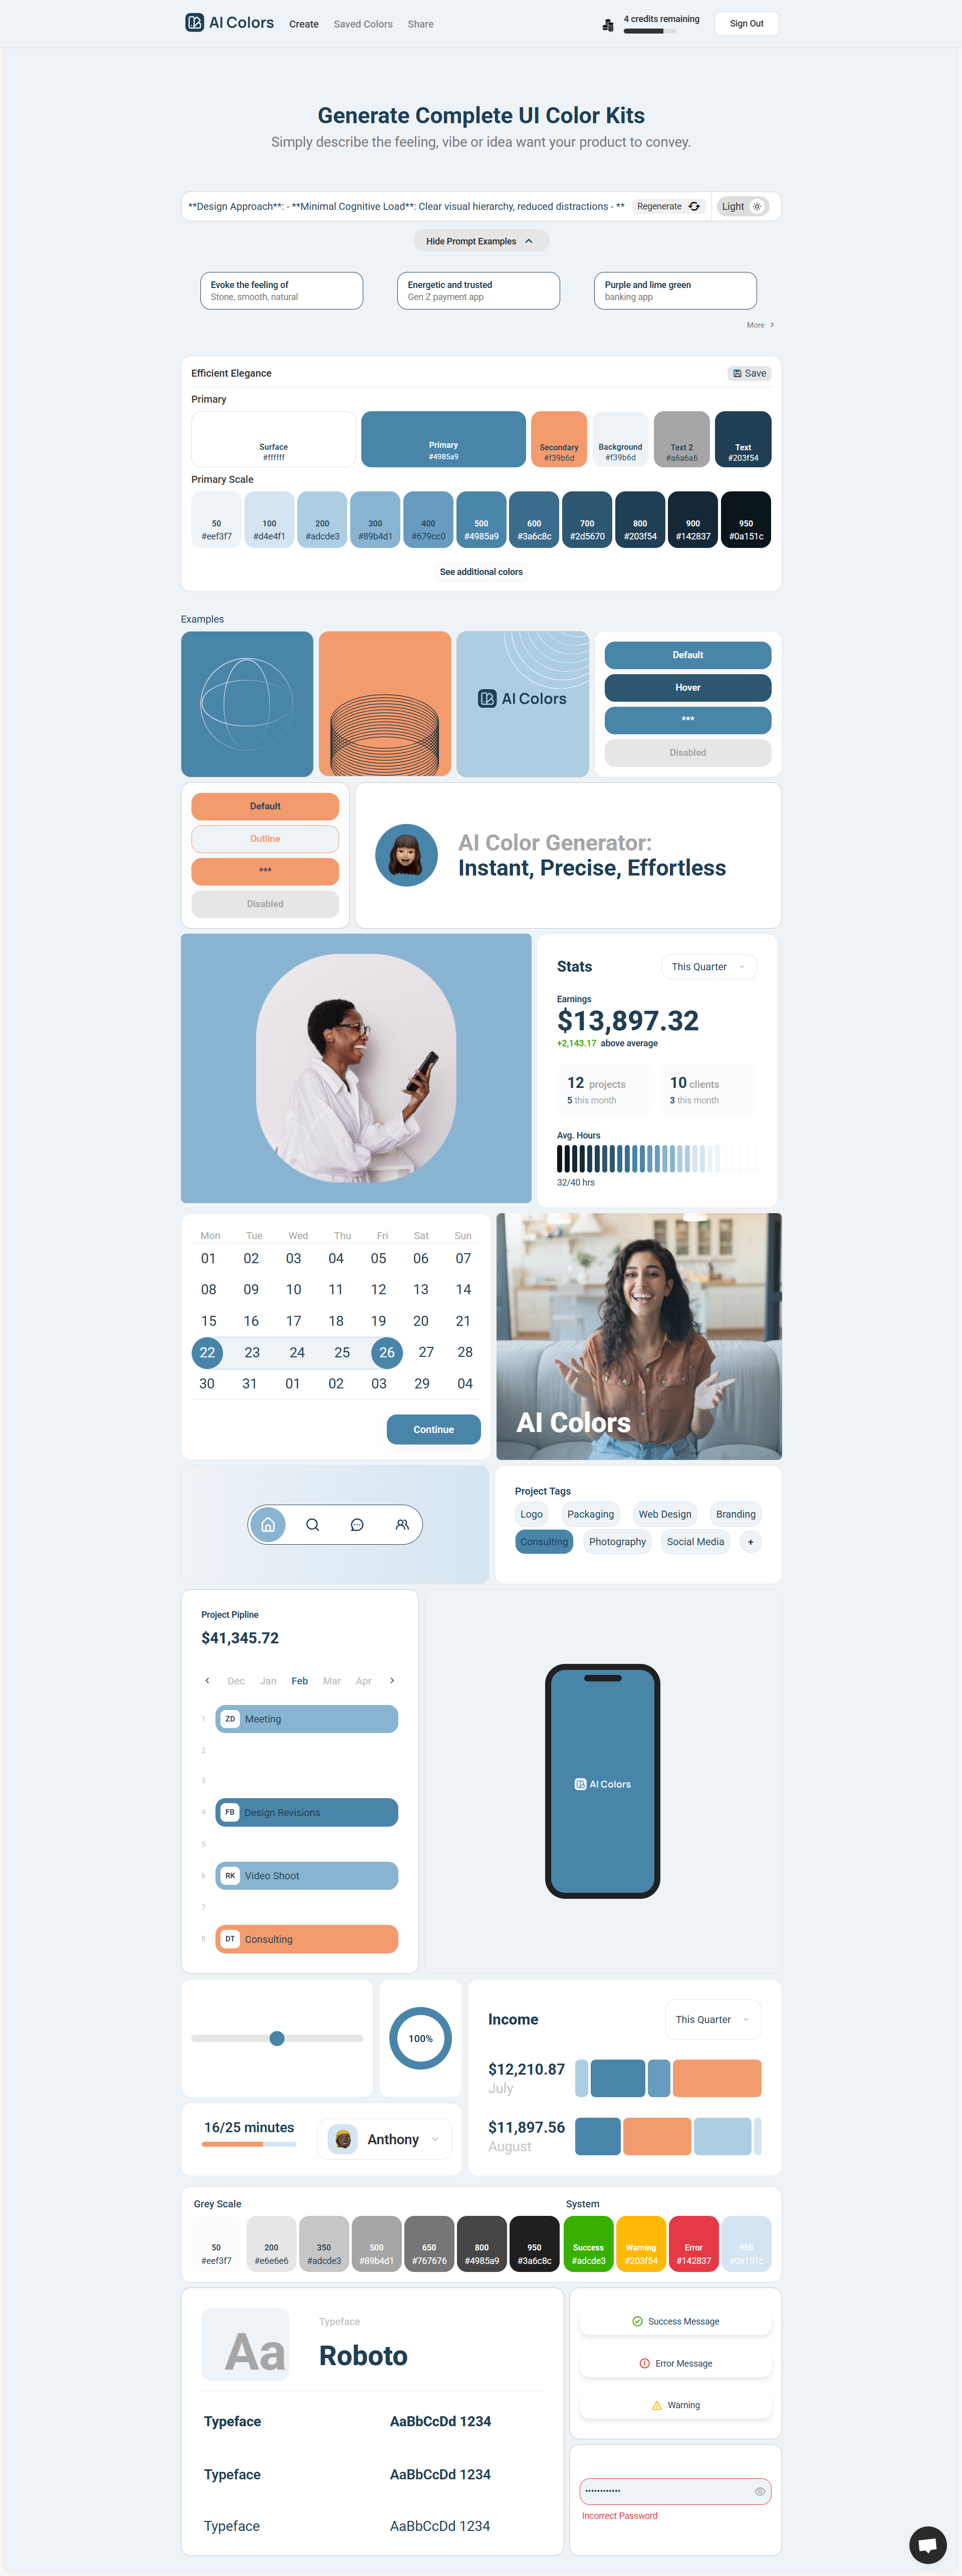 AI Colors
Create
Saved Colors
Share
4 credits remaining
Sign Out
Generate Complete UI Color Kits
Simply describe the feeling, vibe or idea want your product to convey.
**Design Approach**: - **Minimal Cognitive Load**: Clear visual hierarchy, reduced distractions - **
Regenerate
Light
Hide Prompt Examples
Evoke the feeling of
Stone, smooth, natural
Energetic and trusted
Gen Z payment app
Purple and lime green
banking app
More
Efficient Elegance
Save
Primary
Surface
#ffffff
Primary
#4985a9
Secondary
#f39b6d
Background
#f39b6d
Text 2
#a6a6a6
Text
#203f54
Primary Scale
50
#eef3f7
100
#d4e4f1
200
#adcde3
300
#89b4d1
400
#679cc0
500
#4985a9
600
#3a6c8c
700
#2d5670
800
#203f54
900
#142837
950
#0a151c
See additional colors
Examples
AI Colors
Default
Hover
***
Disabled
Default
Outline
***
Disabled
AI Color Generator:
Instant, Precise, Effortless
Stats
This Quarter
Earnings
$13,897.32
+2,143.17 above average
12 projects
5 this month
10 clients
3 this month
Avg. Hours
32/40 hrs
Mon Tue Wed Thu Fri Sat Sun
01 02 03 04 05 06 07
08 09 10 11 12 13 14
15 16 17 18 19 20 21
22 23 24 25 26 27 28
30 31 01 02 03 29 04
Continue
AI Colors
Project Tags
Logo Packaging Web Design Branding
Consulting Photography Social Media +
Project Pipline
$41,345.72
Dec Jan Feb Mar Apr
1 ZD Meeting
2
3
4 FB Design Revisions
5
6 RK Video Shoot
7
8 DT Consulting
AI Colors
100%
16/25 minutes
Anthony
Income
This Quarter
$12,210.87
July
$11,897.56
August
Grey Scale
50
#eef3f7
200
#e6e6e6
350
#adcde3
500
#89b4d1
650
#767676
800
#4985a9
950
#3a6c8c
System
Success
#adcde3
Warning
#203f54
Error
#142837
950
#0a151c
Aa
Typeface
Roboto
Typeface AaBbCcDd 1234
Typeface AaBbCcDd 1234
Typeface AaBbCcDd 1234
Success Message
Error Message
Warning
Incorrect Password